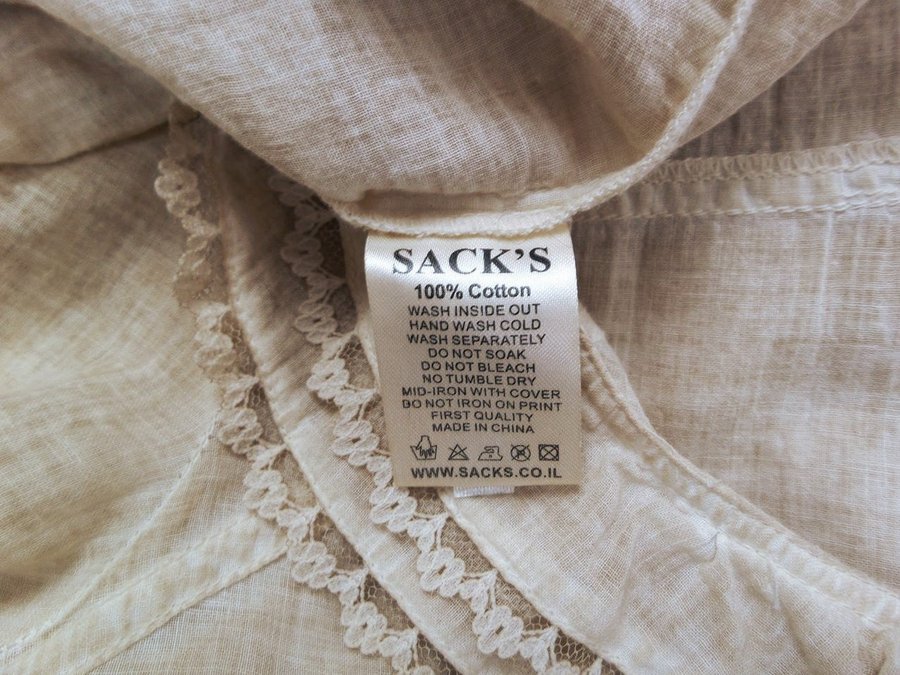 SACK'S
100% Cotton
WASH INSIDE OUT
HAND WASH COLD
WASH SEPARATELY
DO NOT SOAK
DO NOT BLEACH
NO TUMBLE DRY
MID-IRON WITH COVER
DO NOT IRON ON PRINT
FIRST QUALITY
MADE IN CHINA
WWW.SACKS.CO.IL